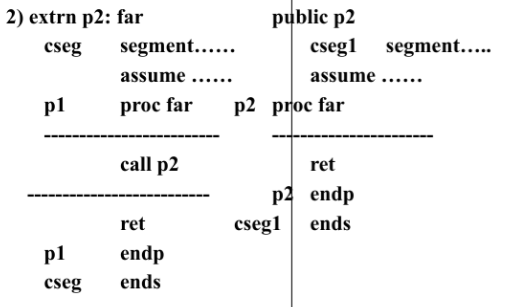 2) extrn p2: far
cseg segment……
assume ……
p1 proc far
-------------------------
call p2
--------------------------
ret
p1 endp
cseg ends
public p2
cseg1 segment…..
assume ……
p2 proc far
-----------------------
ret
p2 endp
cseg1 ends